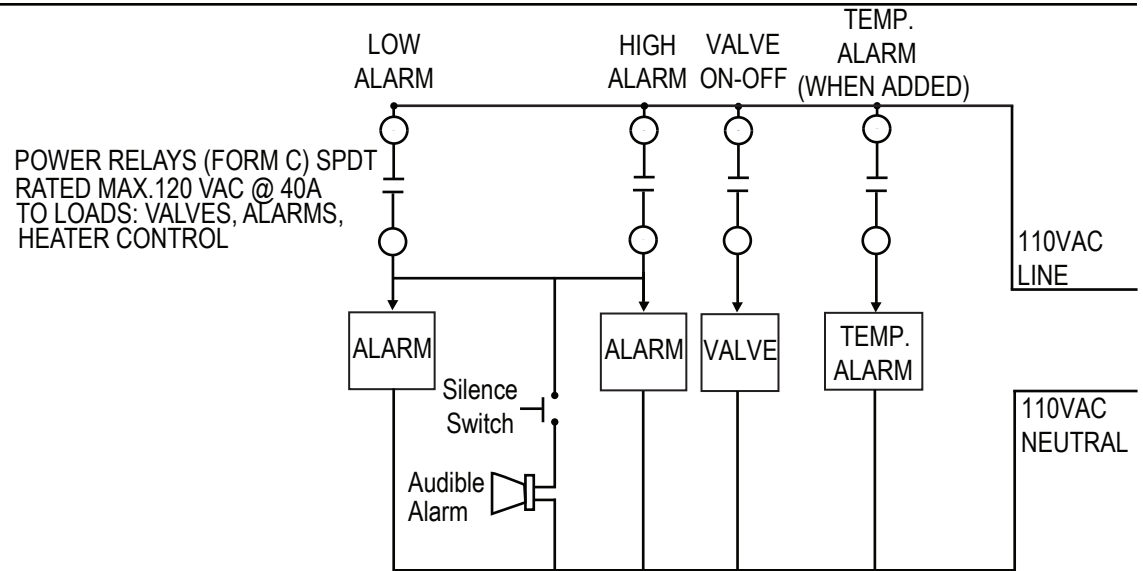 LOW
ALARM
HIGH
ALARM
VALVE
ON-OFF
TEMP.
ALARM
(WHEN ADDED)
POWER RELAYS (FORM C) SPDT
RATED MAX.120 VAC @ 40A
TO LOADS: VALVES, ALARMS,
HEATER CONTROL
110VAC
LINE
ALARM
ALARM
VALVE
TEMP.
ALARM
Silence
Switch
110VAC
NEUTRAL
Audible
Alarm